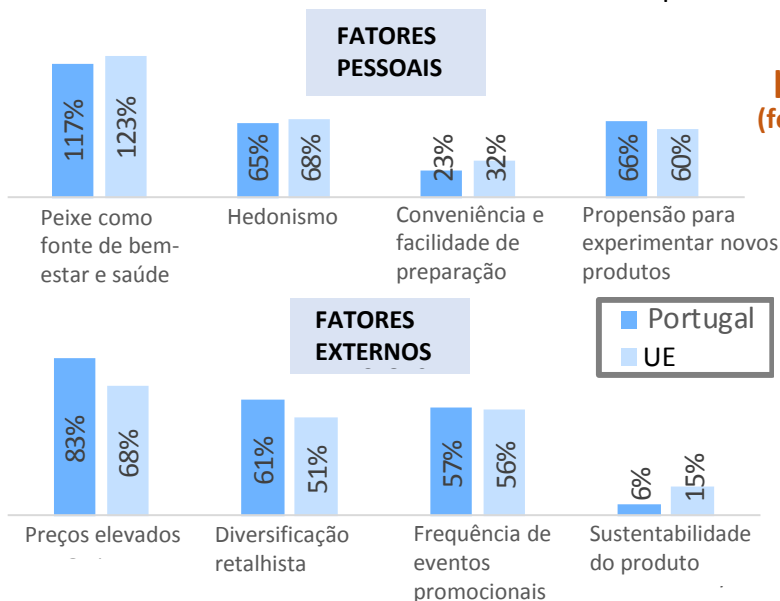 FATORES
PESSOAIS
(fo
117%
123%
65%
68%
23%
32%
66%
60%
Peixe como
fonte de bem-
estar e saúde
Hedonismo
Conveniência e
facilidade de
preparação
Propensão para
experimentar novos
produtos
FATORES
EXTERNOS
Portugal
UE
83%
68%
61%
51%
57%
56%
6%
15%
Preços elevados
Diversificação
retalhista
Frequência de
eventos
promocionais
Sustentabilidade
do produto